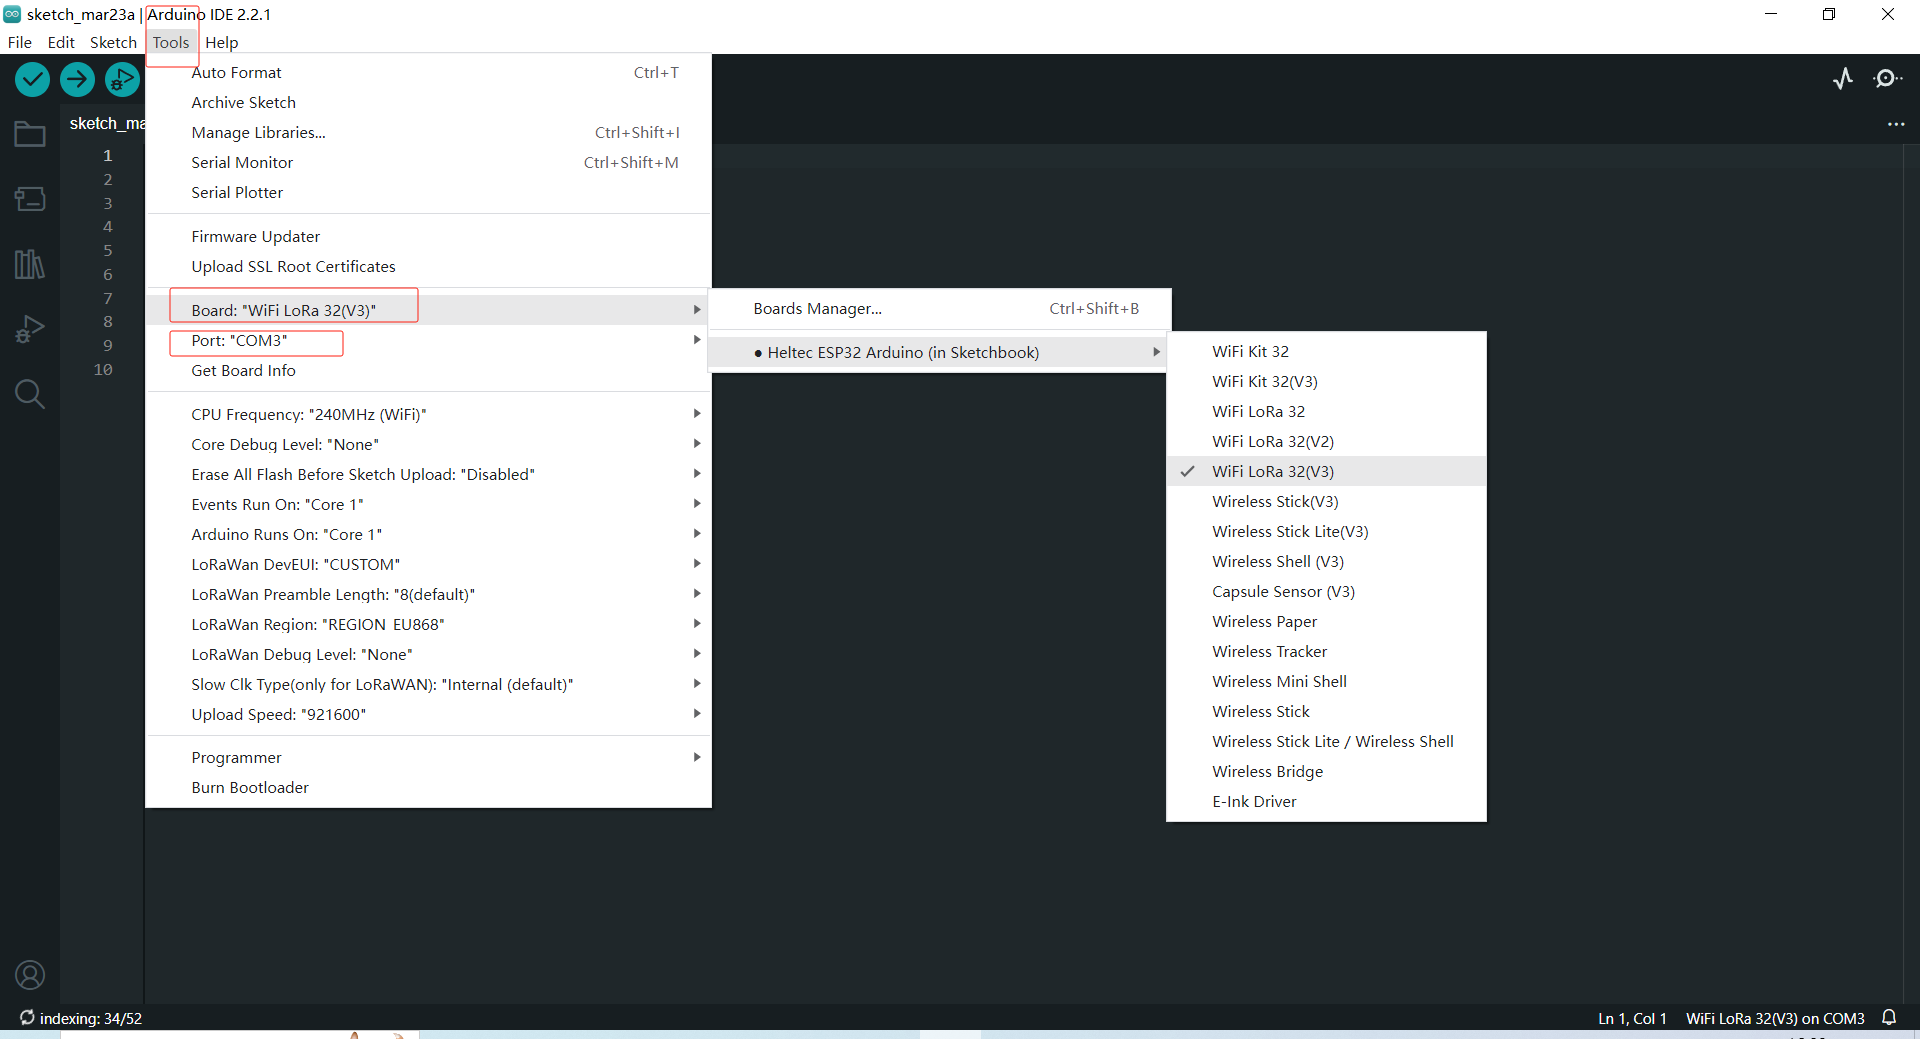 sketch_mar23a | Arduino IDE 2.2.1
File Edit Sketch Tools Help
Auto Format Ctrl+T
Archive Sketch
Manage Libraries... Ctrl+Shift+I
Serial Monitor Ctrl+Shift+M
Serial Plotter
Firmware Updater
Upload SSL Root Certificates
Board: "WiFi LoRa 32(V3)"
Port: "COM3"
Get Board Info
CPU Frequency: "240MHz (WiFi)"
Core Debug Level: "None"
Erase All Flash Before Sketch Upload: "Disabled"
Events Run On: "Core 1"
Arduino Runs On: "Core 1"
LoRaWan DevEUI: "CUSTOM"
LoRaWan Preamble Length: "8(default)"
LoRaWan Region: "REGION_EU868"
LoRaWan Debug Level: "None"
Slow Clk Type(only for LoRaWAN): "Internal (default)"
Upload Speed: "921600"
Programmer
Burn Bootloader
Boards Manager... Ctrl+Shift+B
● Heltec ESP32 Arduino (in Sketchbook)
WiFi Kit 32
WiFi Kit 32(V3)
WiFi LoRa 32
WiFi LoRa 32(V2)
✓ WiFi LoRa 32(V3)
Wireless Stick(V3)
Wireless Stick Lite(V3)
Wireless Shell (V3)
Capsule Sensor (V3)
Wireless Paper
Wireless Tracker
Wireless Mini Shell
Wireless Stick
Wireless Stick Lite / Wireless Shell
Wireless Bridge
E-Ink Driver
sketch_ma
1
2
3
4
5
6
7
8
9
10
indexing: 34/52
Ln 1, Col 1 WiFi LoRa 32(V3) on COM3